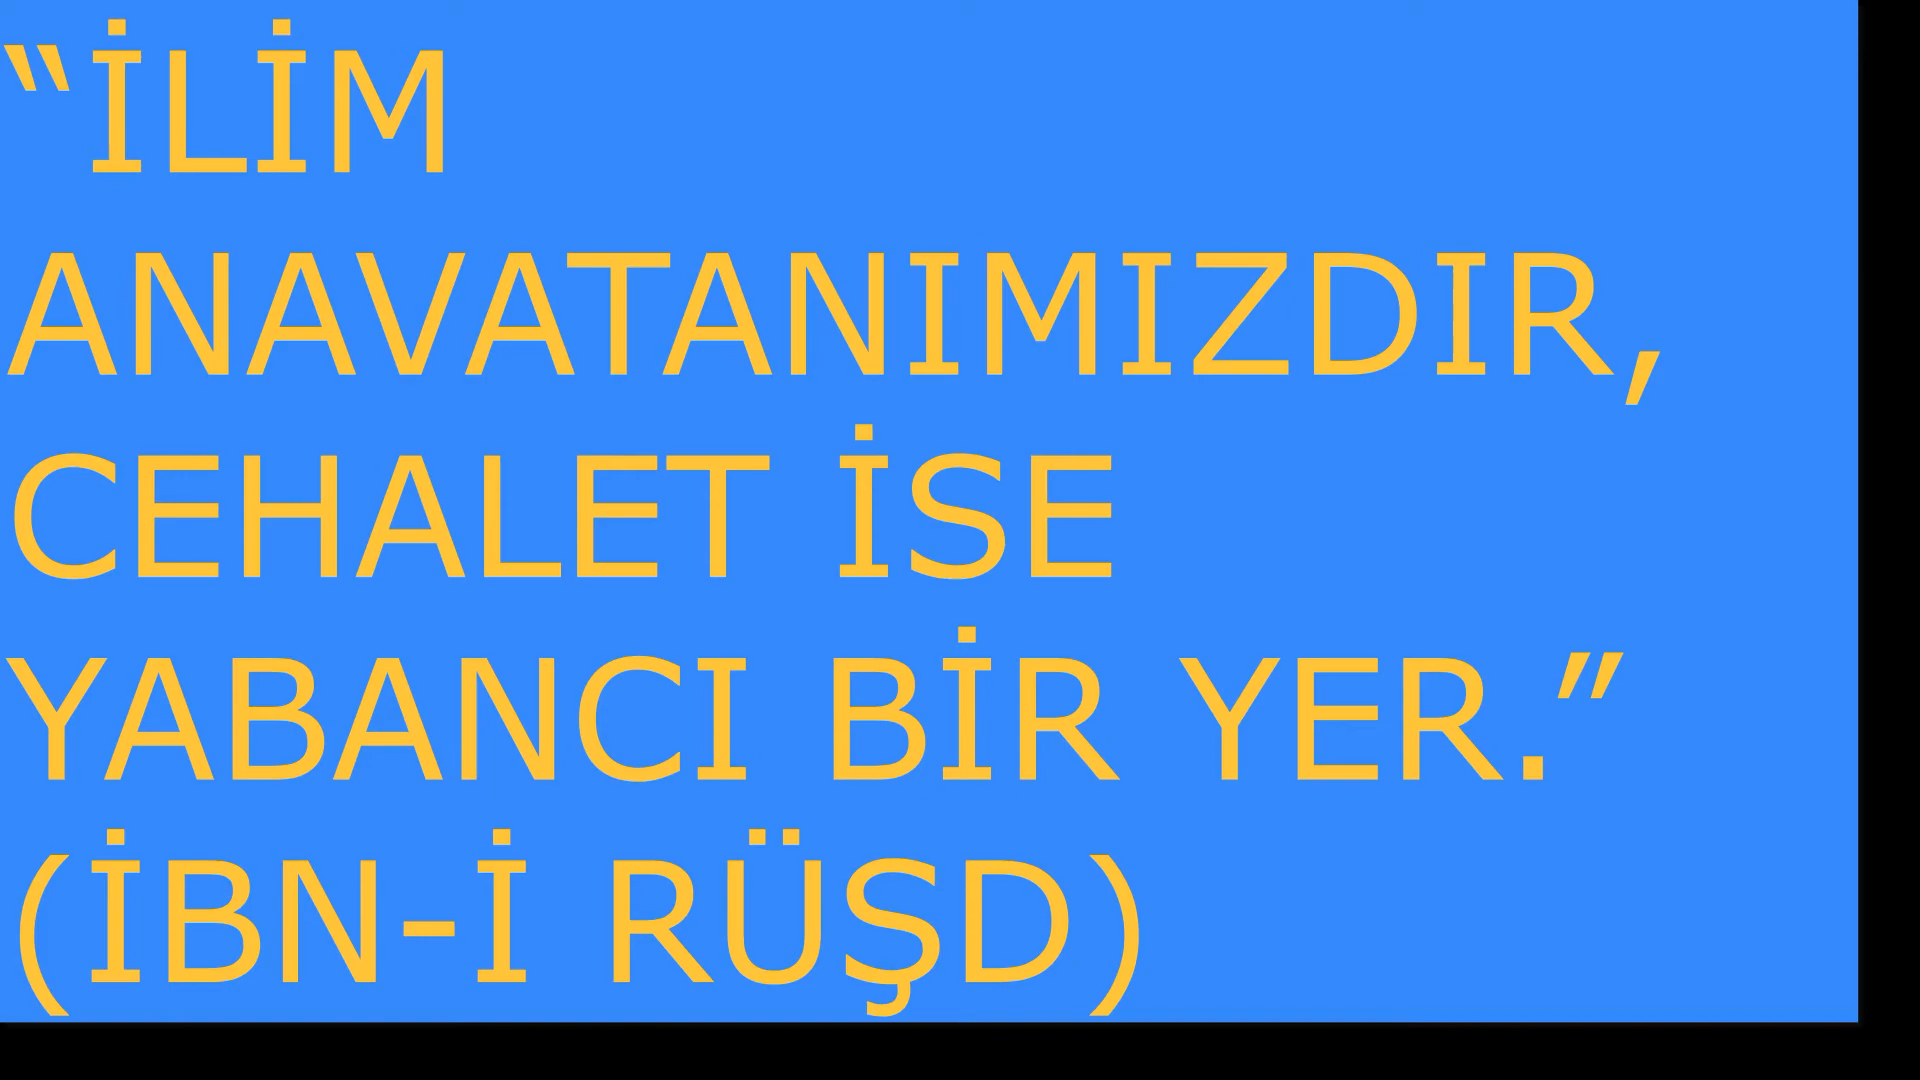 “İLİM
ANAVATANIMIZDIR,
CEHALET İSE
YABANCI BİR YER.”
(İBN-İ RÜŞD)